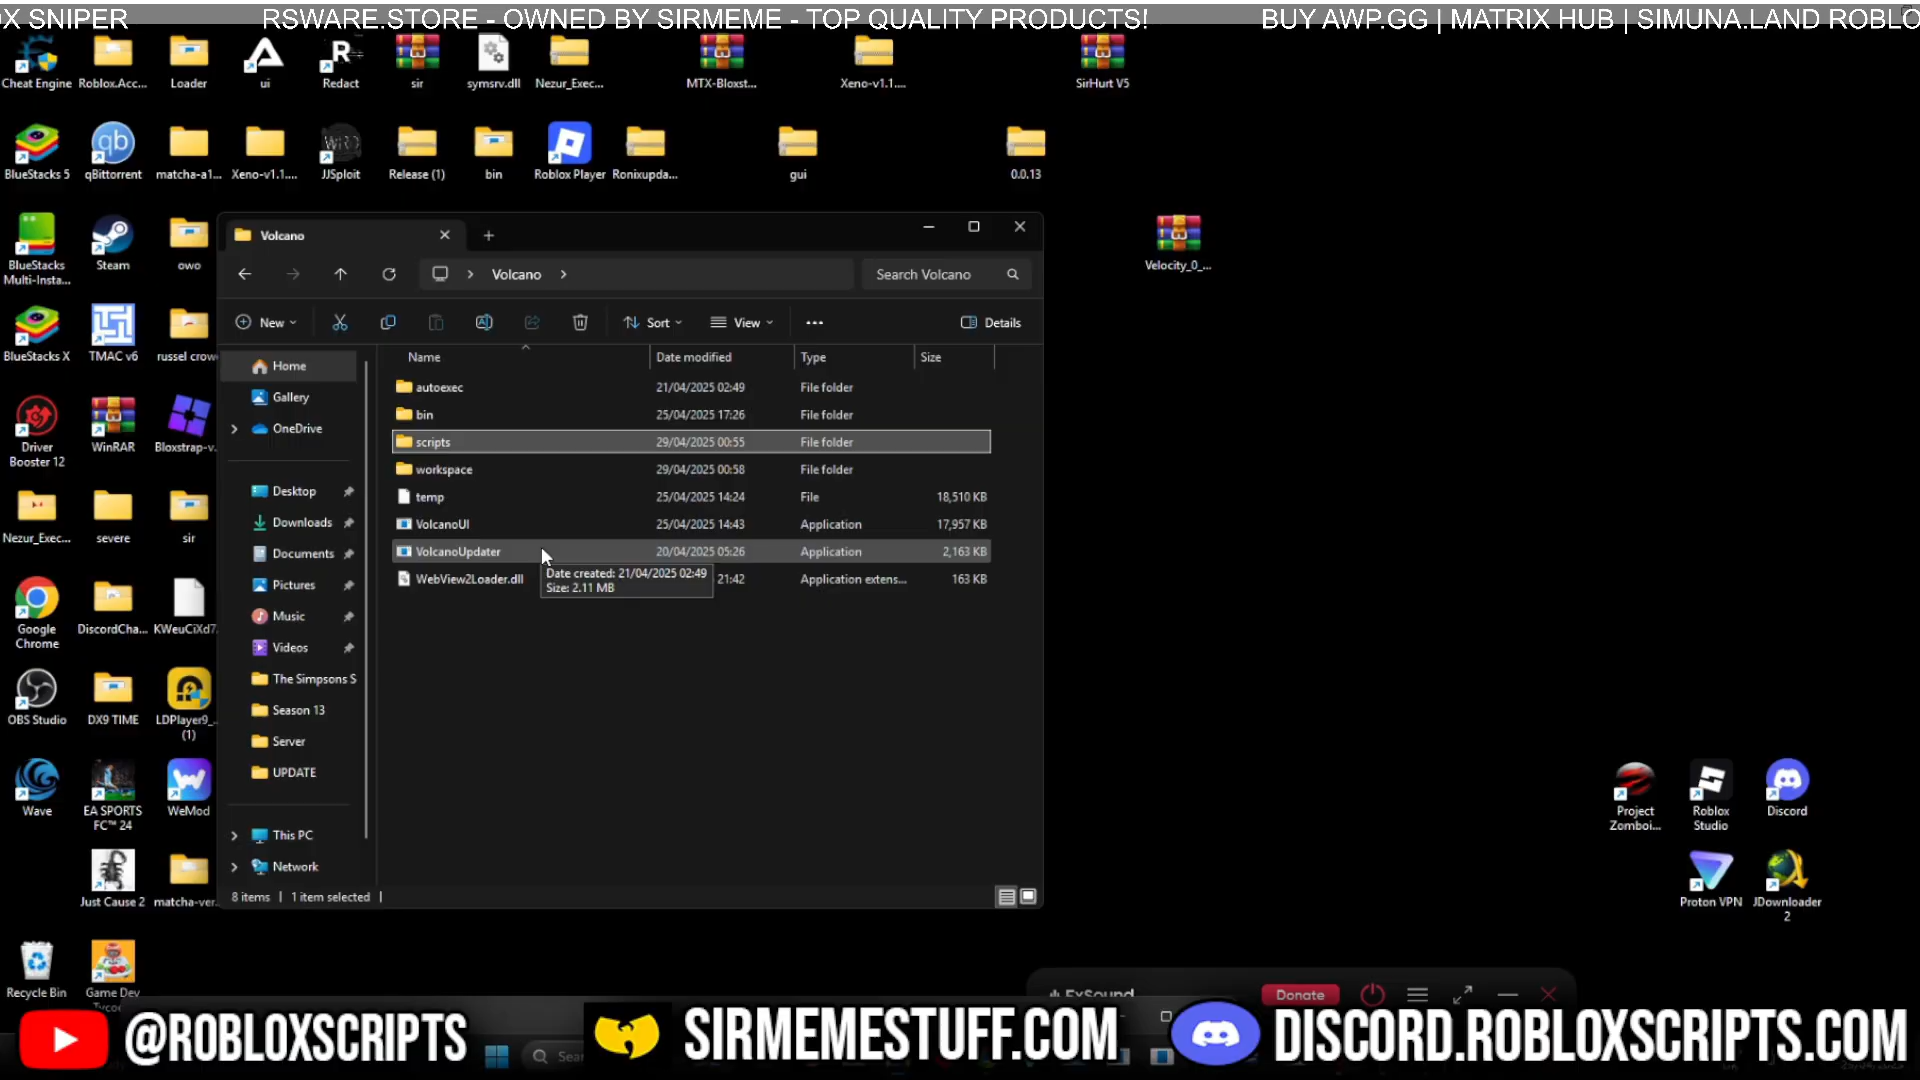 OX SNIPER
RSWARE.STORE - OWNED BY SIRMEME - TOP QUALITY PRODUCTS!
BUY AWP.GG | MATRIX HUB | SIMUNA.LAND ROBLO
Cheat Engine
Roblox.Acc...
Loader
ui
Redact
sir
symsrv.dll
Nezur_Exec...
MTX-Bloxst...
Xeno-v1.1....
SirHurt V5
BlueStacks 5
qBittorrent
matcha-a1...
Xeno-v1.1....
JJSploit
Release (1)
bin
Roblox Player
Ronixupda...
gui
0.0.13
BlueStacks
Multi-Insta...
Steam
owo
Velocity_0_...
BlueStacks X
TMAC v6
russel crow
Driver
Booster 12
WinRAR
Bloxstrap-v.
Nezur_Exec...
severe
sir
Google
Chrome
DiscordCha...
KWeuCiXd7
OBS Studio
DX9 TIME
LDPlayer9_...
(1)
Wave
EA SPORTS
FC™ 24
WeMod
Just Cause 2
matcha-ver.
Recycle Bin
Game Dev
Tycoon
Volcano
Volcano
Search Volcano
New
Sort
View
Details
Name
Date modified
Type
Size
Home
Gallery
OneDrive
Desktop
Downloads
Documents
Pictures
Music
Videos
The Simpsons S
Season 13
Server
UPDATE
This PC
Network
autoexec 21/04/2025 02:49 File folder
bin 25/04/2025 17:26 File folder
scripts 29/04/2025 00:55 File folder
workspace 29/04/2025 00:58 File folder
temp 25/04/2025 14:24 File 18,510 KB
VolcanoUI 25/04/2025 14:43 Application 17,957 KB
VolcanoUpdater 20/04/2025 05:26 Application 2,163 KB
WebView2Loader.dll 21:42 Application extens... 163 KB
Date created: 21/04/2025 02:49
Size: 2.11 MB
8 items
1 item selected
Project
Zomboi...
Roblox
Studio
Discord
Proton VPN
JDownloader
2
FxSound
Donate
@ROBLOXSCRIPTS
SIRMEMESTUFF.COM
DISCORD.ROBLOXSCRIPTS.COM
Sea